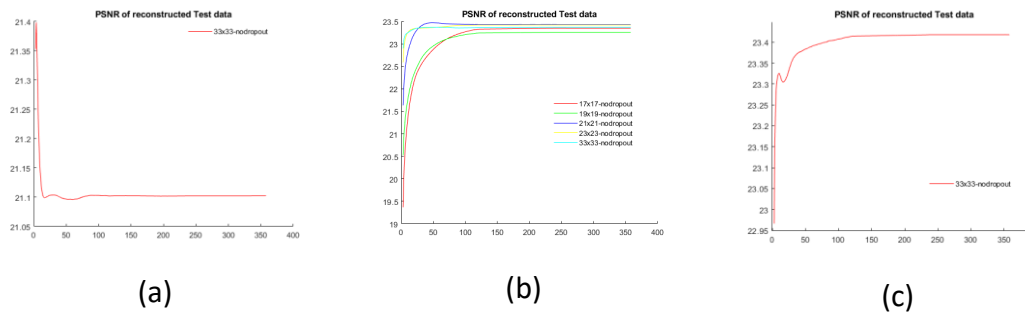 PSNR of reconstructed Test data
33x33-nodropout
21.4
21.35
21.3
21.25
21.2
21.15
21.1
21.05
0 50 100 150 200 250 300 350 400
(a)
PSNR of reconstructed Test data
23.5
23
22.5
22
21.5
21
20.5
20
19.5
19
17x17-nodropout
19x19-nodropout
21x21-nodropout
23x23-nodropout
33x33-nodropout
0 50 100 150 200 250 300 350 400
(b)
PSNR of reconstructed Test data
23.4
23.35
23.3
23.25
23.2
23.15
23.1
23.05
23
22.95
33x33-nodropout
0 50 100 150 200 250 300 350
(c)